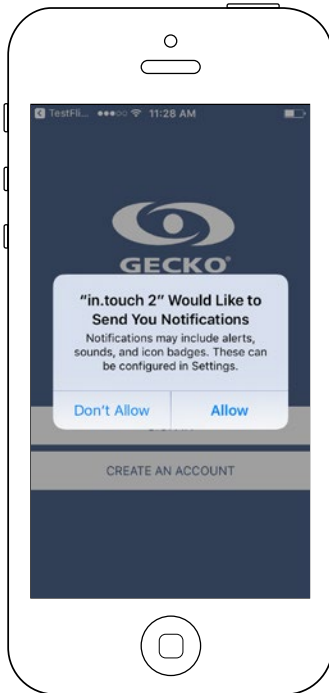 TestFli... 11:28 AM
GECKO®
“in.touch 2” Would Like to
Send You Notifications
Notifications may include alerts,
sounds, and icon badges. These can
be configured in Settings.
Don't Allow Allow
CREATE AN ACCOUNT